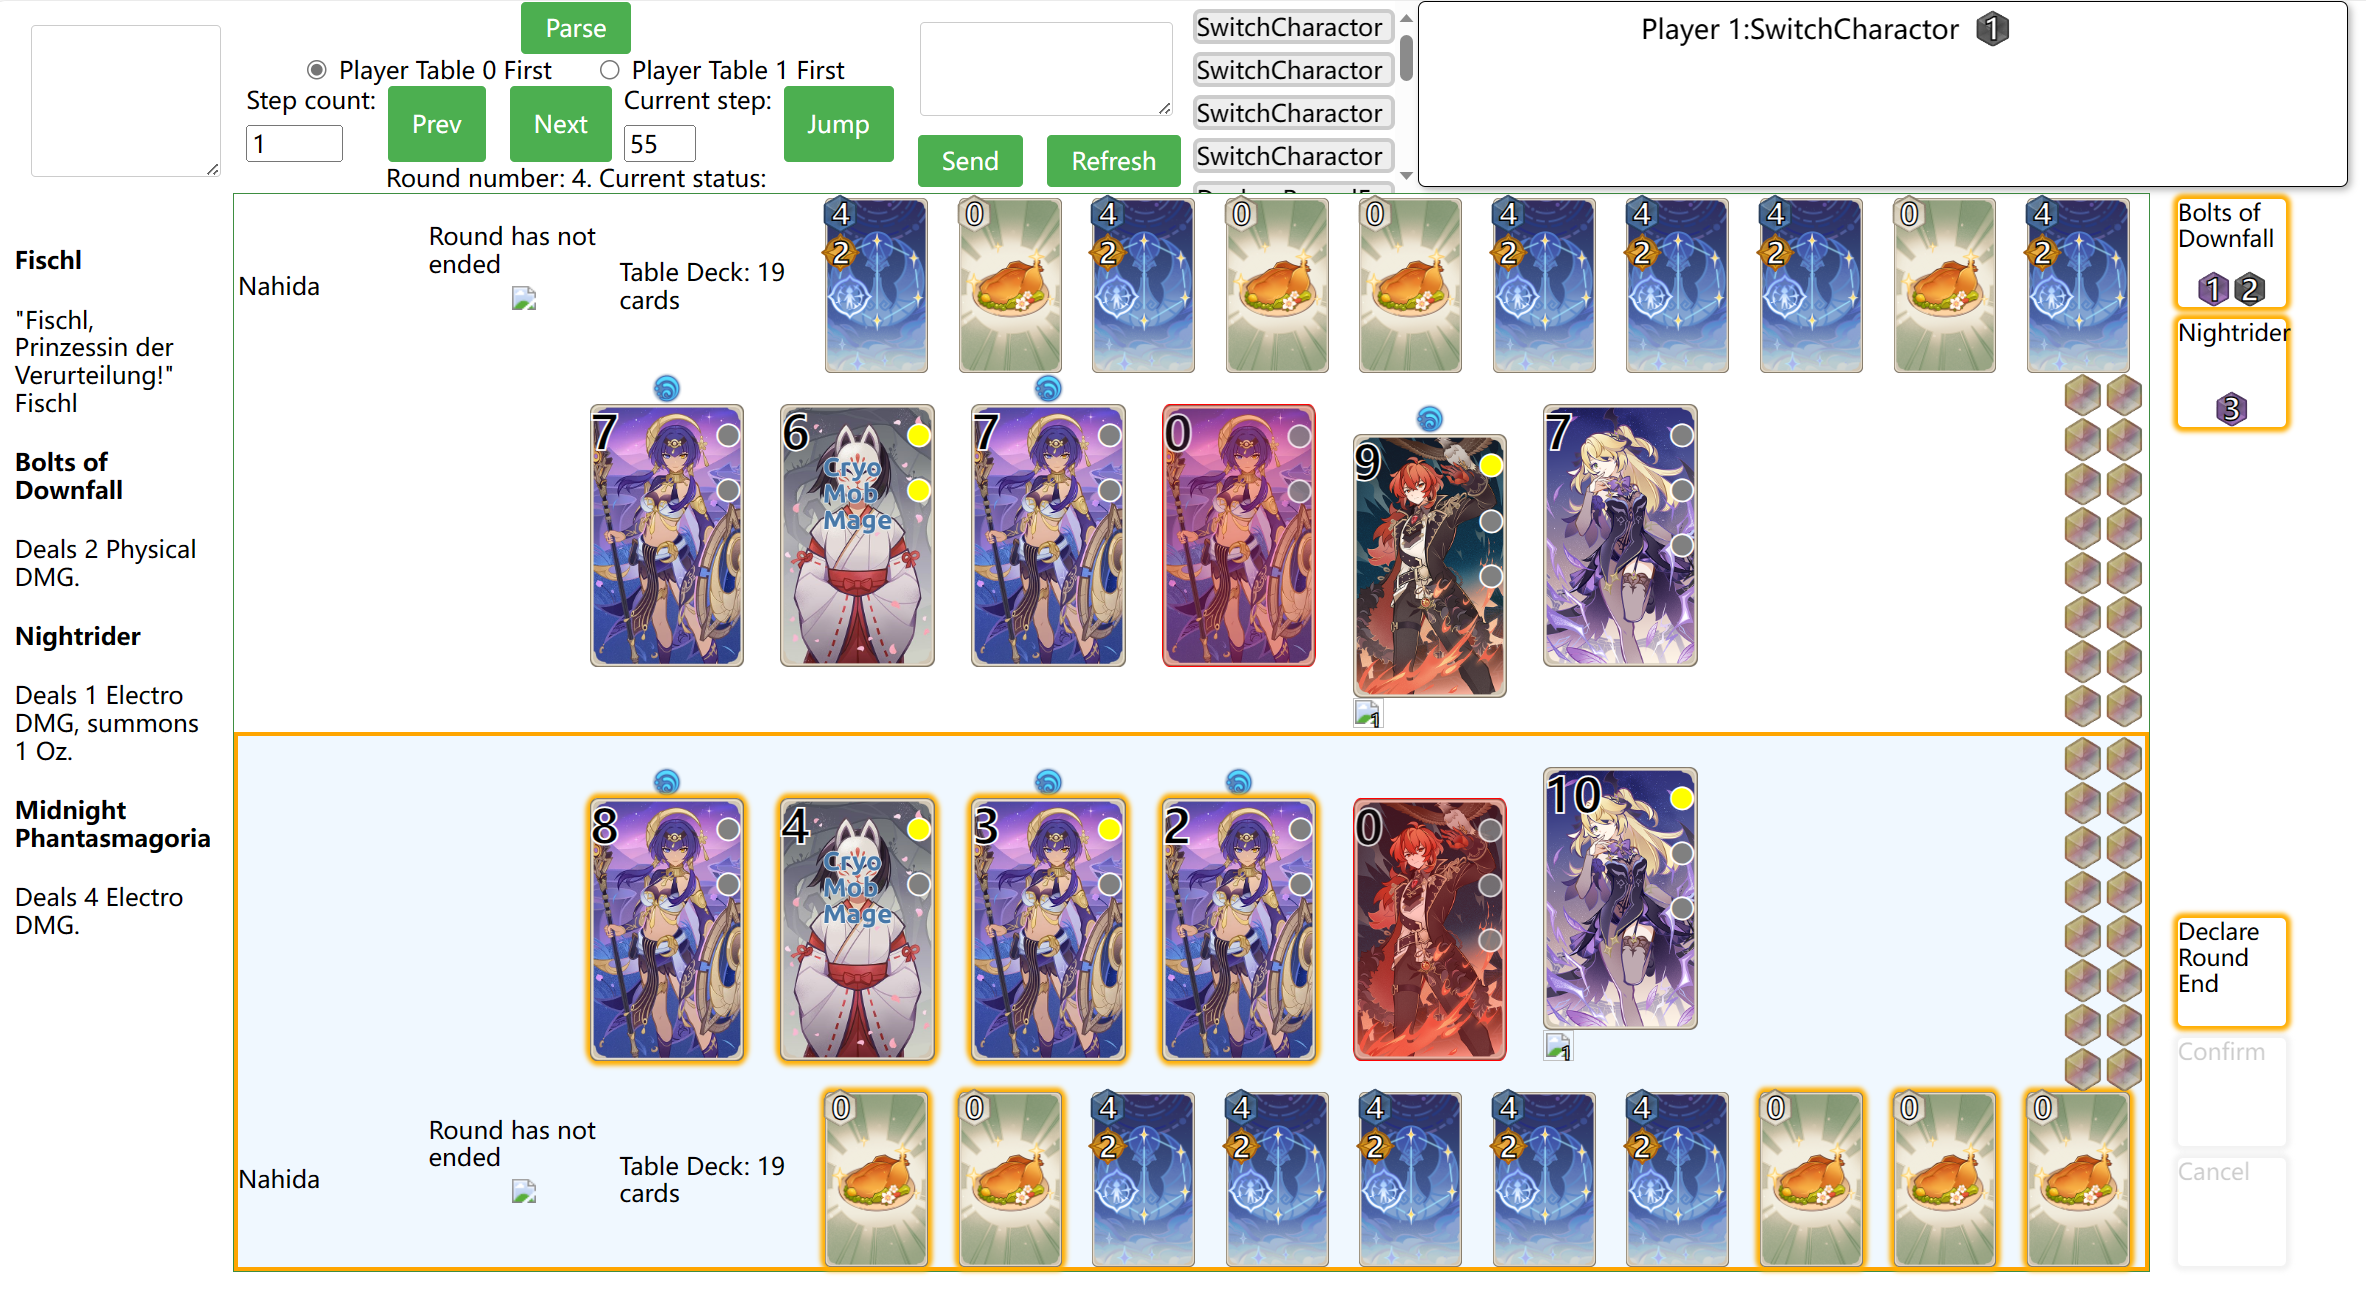 Parse
Player Table 0 First
Player Table 1 First
Step count:
1
Prev
Next
Current step:
55
Jump
Round number: 4. Current status:
Send
Refresh
SwitchCharactor
SwitchCharactor
SwitchCharactor
SwitchCharactor
Player 1:SwitchCharactor 1
Fischl
"Fischl,
Prinzessin der
Verurteilung!"
Fischl
Bolts of
Downfall
Deals 2 Physical
DMG.
Nightrider
Deals 1 Electro
DMG, summons
1 Oz.
Midnight
Phantasmagoria
Deals 4 Electro
DMG.
Nahida
Round has not
ended
Table Deck: 19
cards
4 0 4 0 0 4 4 4 0 4
2 2 2 2 2 2
7 6 7 0 9 7
Cryo
Mob
Mage
1
8 4 3 2 0 10
Cryo
Mob
Mage
1
Nahida
Round has not
ended
Table Deck: 19
cards
0 0 4 4 4 4 4 0 0 0
2 2 2 2 2
Bolts of
Downfall
1 2
Nightrider
3
Declare
Round
End
Confirm
Cancel